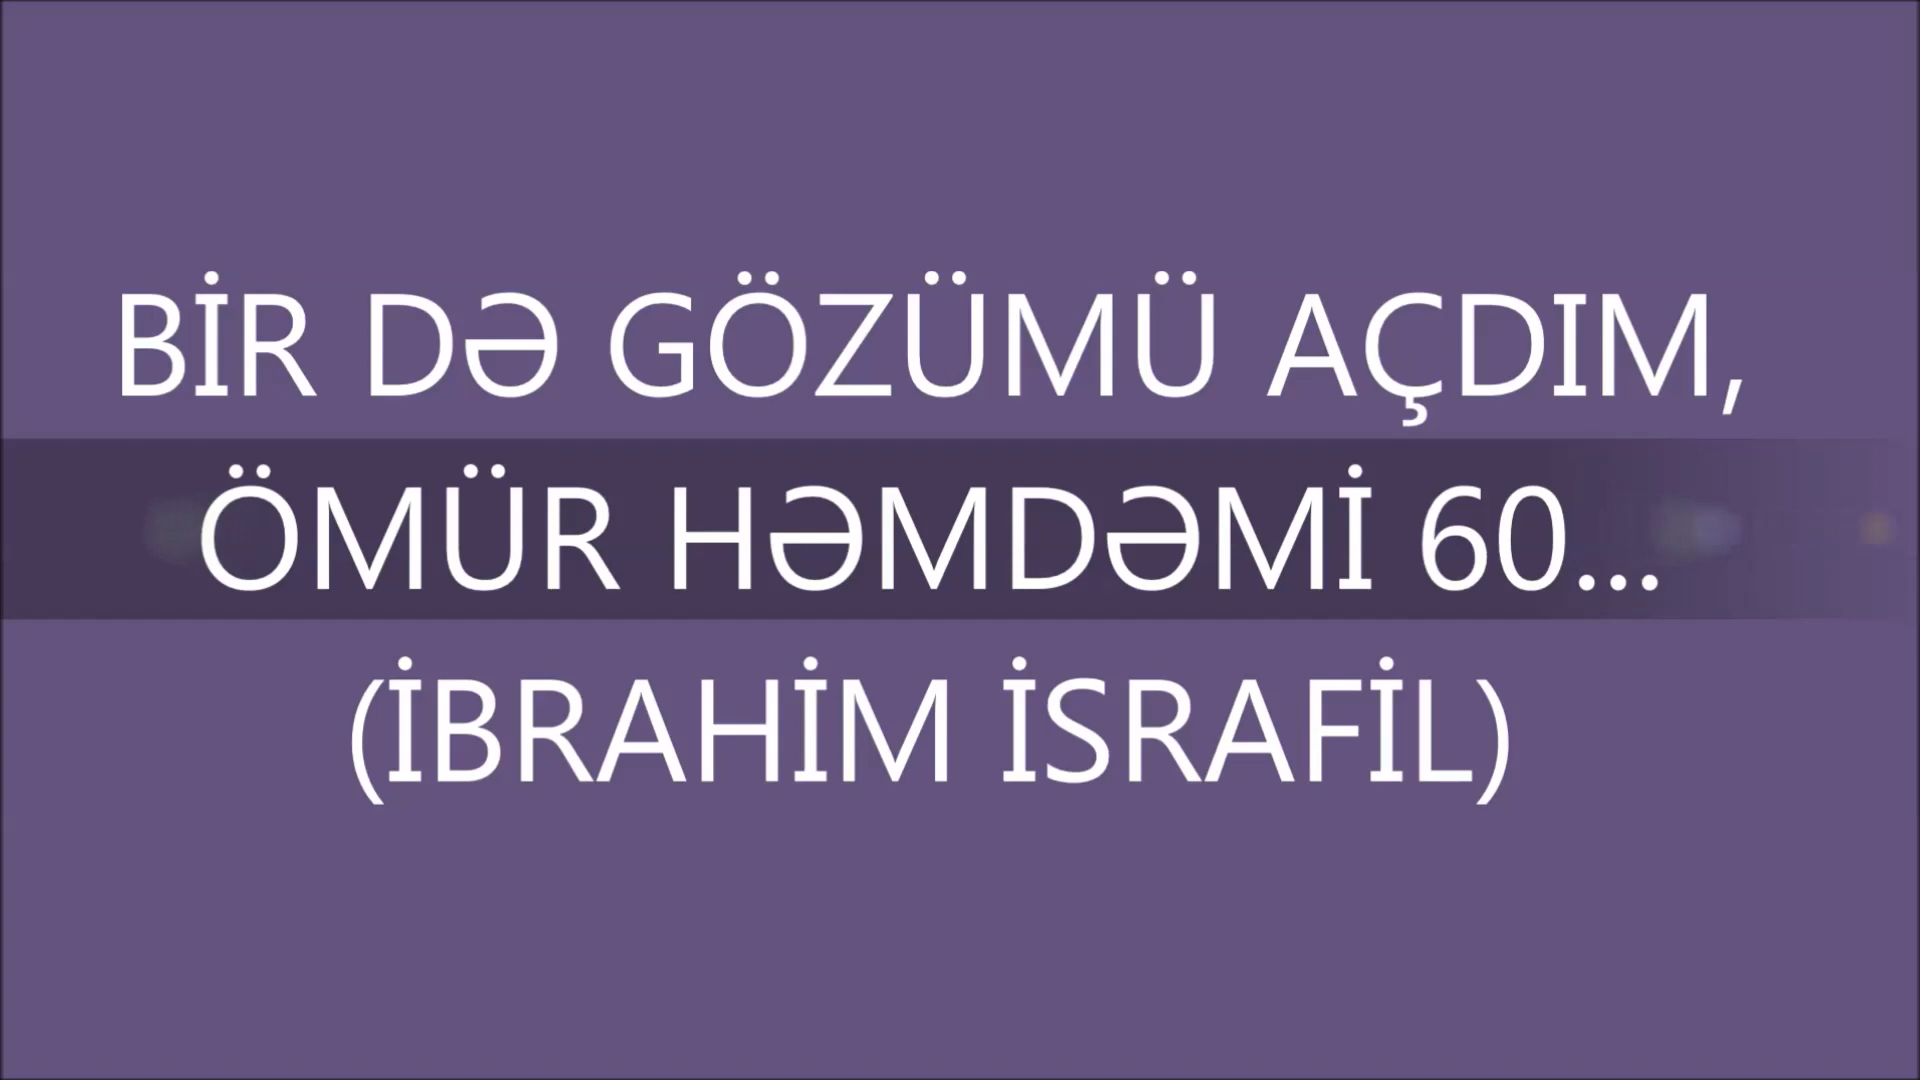 BİR DƏ GÖZÜMÜ AÇDIM,
ÖMÜR HƏMDƏMİ 60...
(İBRAHİM İSRAFİL)